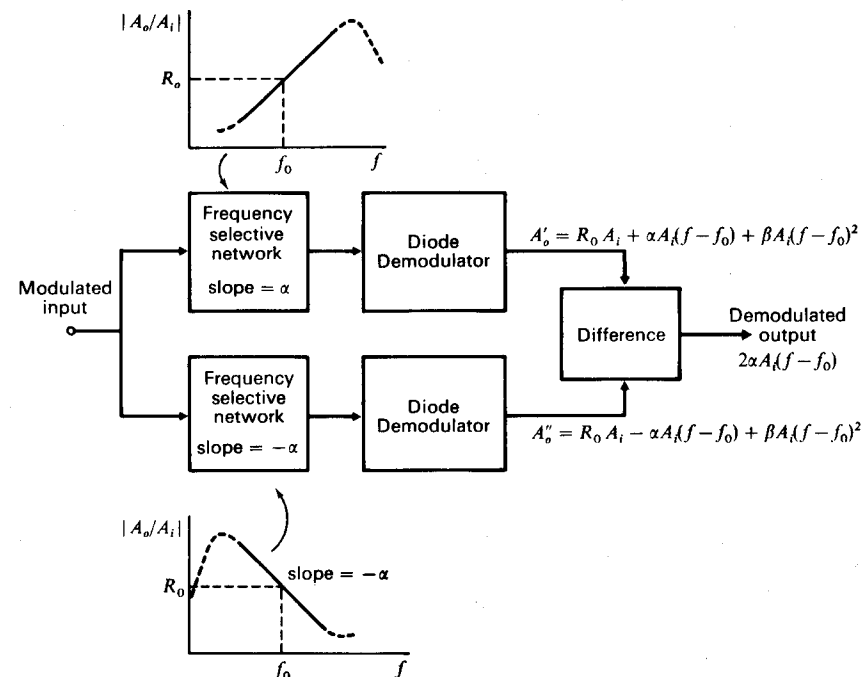 |A_o/A_i|
R_o
f_0
f
Frequency
selective
network
slope = α
Diode
Demodulator
A'_o = R_0 A_i + αA_i(f − f_0) + βA_i(f − f_0)²
Modulated
input
Difference
Demodulated
output
2αA_i(f − f_0)
Frequency
selective
network
slope = −α
Diode
Demodulator
A''_o = R_0 A_i − αA_i(f − f_0) + βA_i(f − f_0)²
|A_o/A_i|
R_0
slope = −α
f_0
f